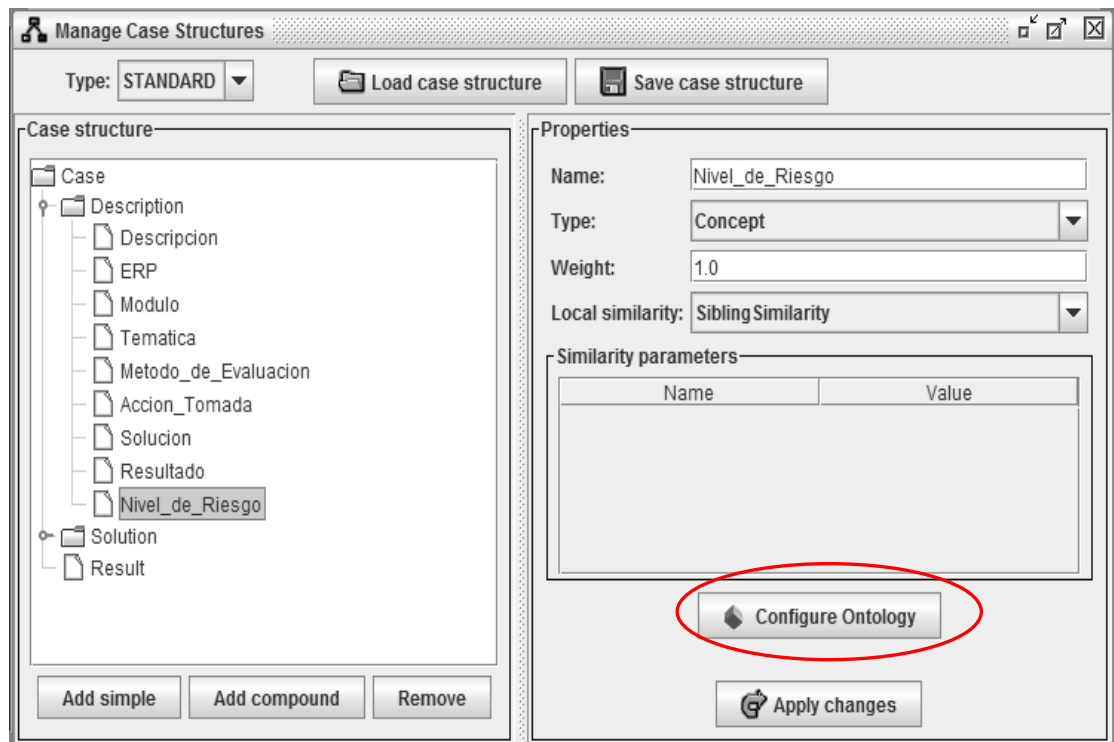 Manage Case Structures
Type: STANDARD Load case structure Save case structure
Case structure
Case
Description
Descripcion
ERP
Modulo
Tematica
Metodo_de_Evaluacion
Accion_Tomada
Solucion
Resultado
Nivel_de_Riesgo
Solution
Result
Add simple Add compound Remove
Properties
Name: Nivel_de_Riesgo
Type: Concept
Weight: 1.0
Local similarity: SiblingSimilarity
Similarity parameters
Name Value
Configure Ontology
Apply changes